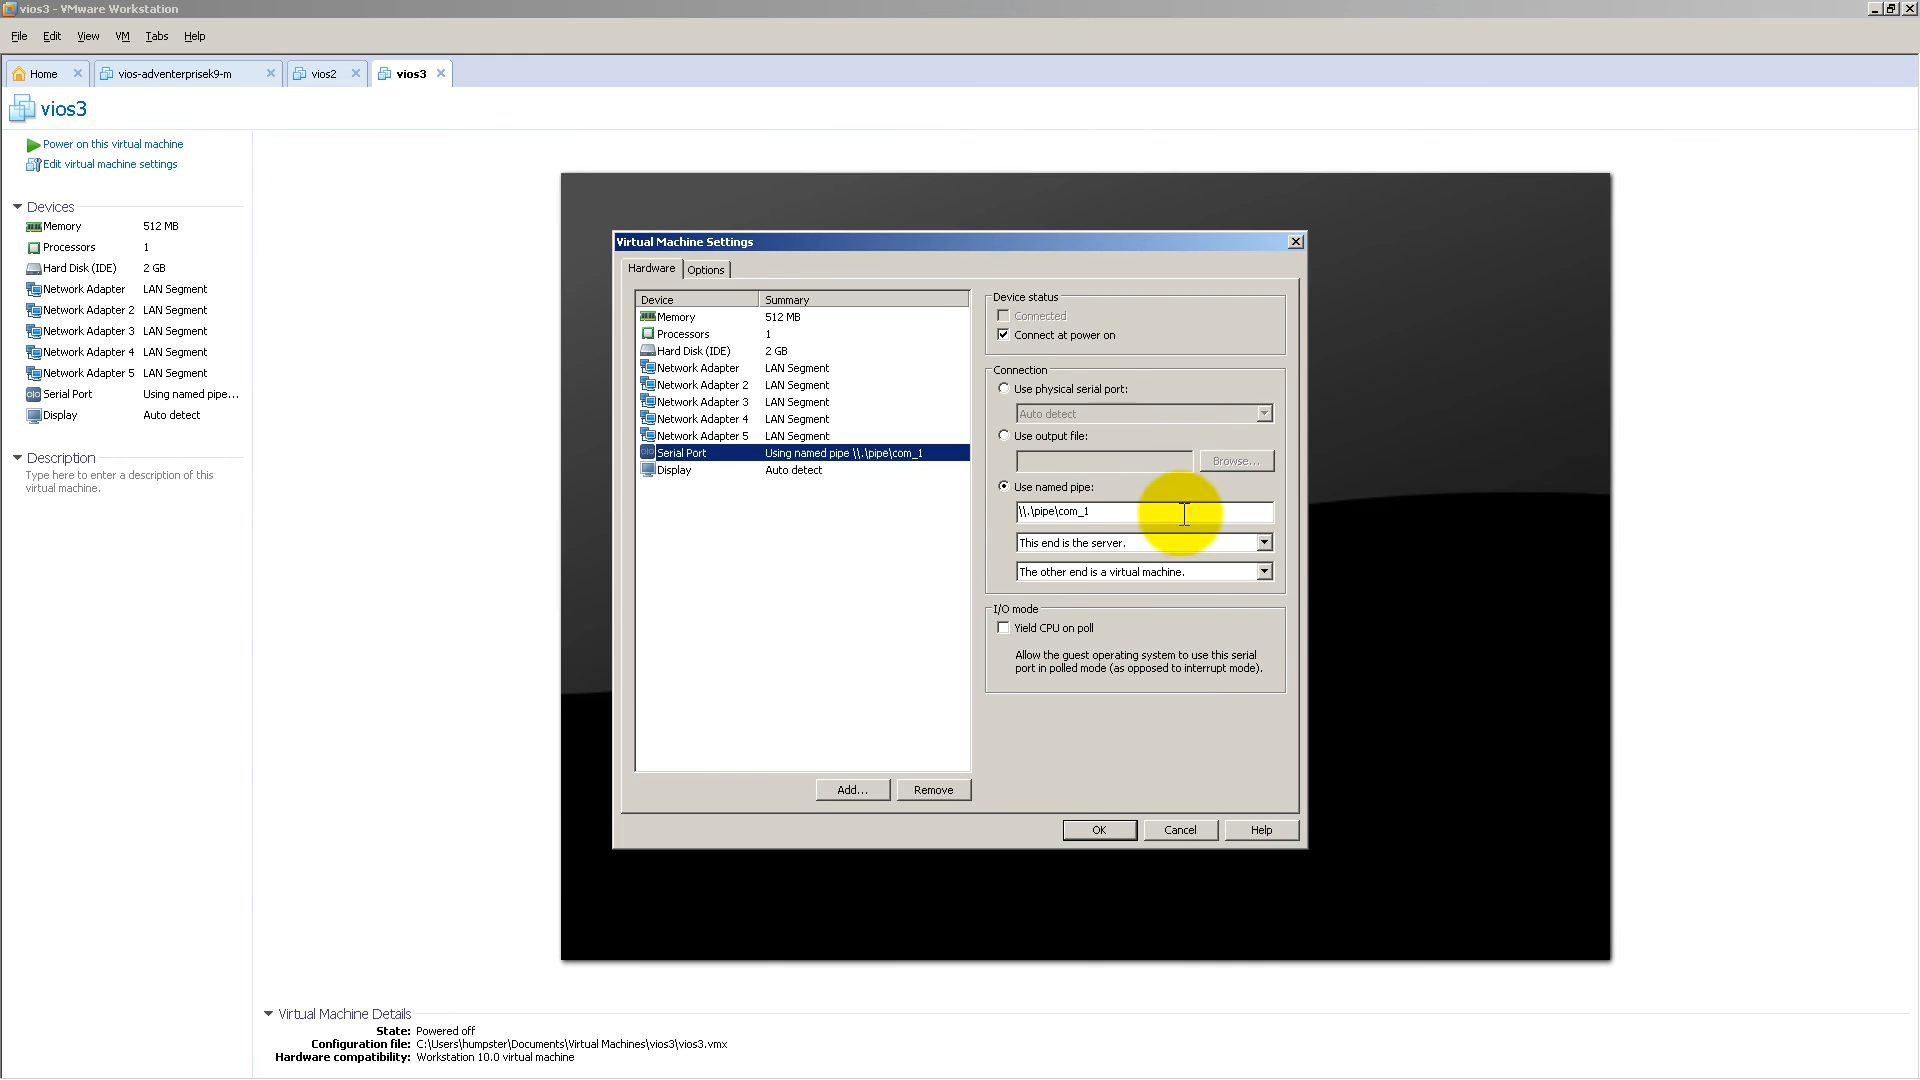 vios3 - VMware Workstation
File Edit View VM Tabs Help
Home vios-adventerprisek9-m vios2 vios3
vios3
Power on this virtual machine
Edit virtual machine settings
Devices
Memory 512 MB
Processors 1
Hard Disk (IDE) 2 GB
Network Adapter LAN Segment
Network Adapter 2 LAN Segment
Network Adapter 3 LAN Segment
Network Adapter 4 LAN Segment
Network Adapter 5 LAN Segment
Serial Port Using named pipe...
Display Auto detect
Description
Type here to enter a description of this
virtual machine.
Virtual Machine Settings
Hardware Options
Device Summary
Memory 512 MB
Processors 1
Hard Disk (IDE) 2 GB
Network Adapter LAN Segment
Network Adapter 2 LAN Segment
Network Adapter 3 LAN Segment
Network Adapter 4 LAN Segment
Network Adapter 5 LAN Segment
Serial Port Using named pipe \\.\pipe\com_1
Display Auto detect
Add... Remove
Device status
Connected
Connect at power on
Connection
Use physical serial port:
Auto detect
Use output file:
Browse...
Use named pipe:
\\.\pipe\com_1
This end is the server.
The other end is a virtual machine.
I/O mode
Yield CPU on poll
Allow the guest operating system to use this serial
port in polled mode (as opposed to interrupt mode).
OK Cancel Help
Virtual Machine Details
State: Powered off
Configuration file: C:\Users\humpster\Documents\Virtual Machines\vios3\vios3.vmx
Hardware compatibility: Workstation 10.0 virtual machine